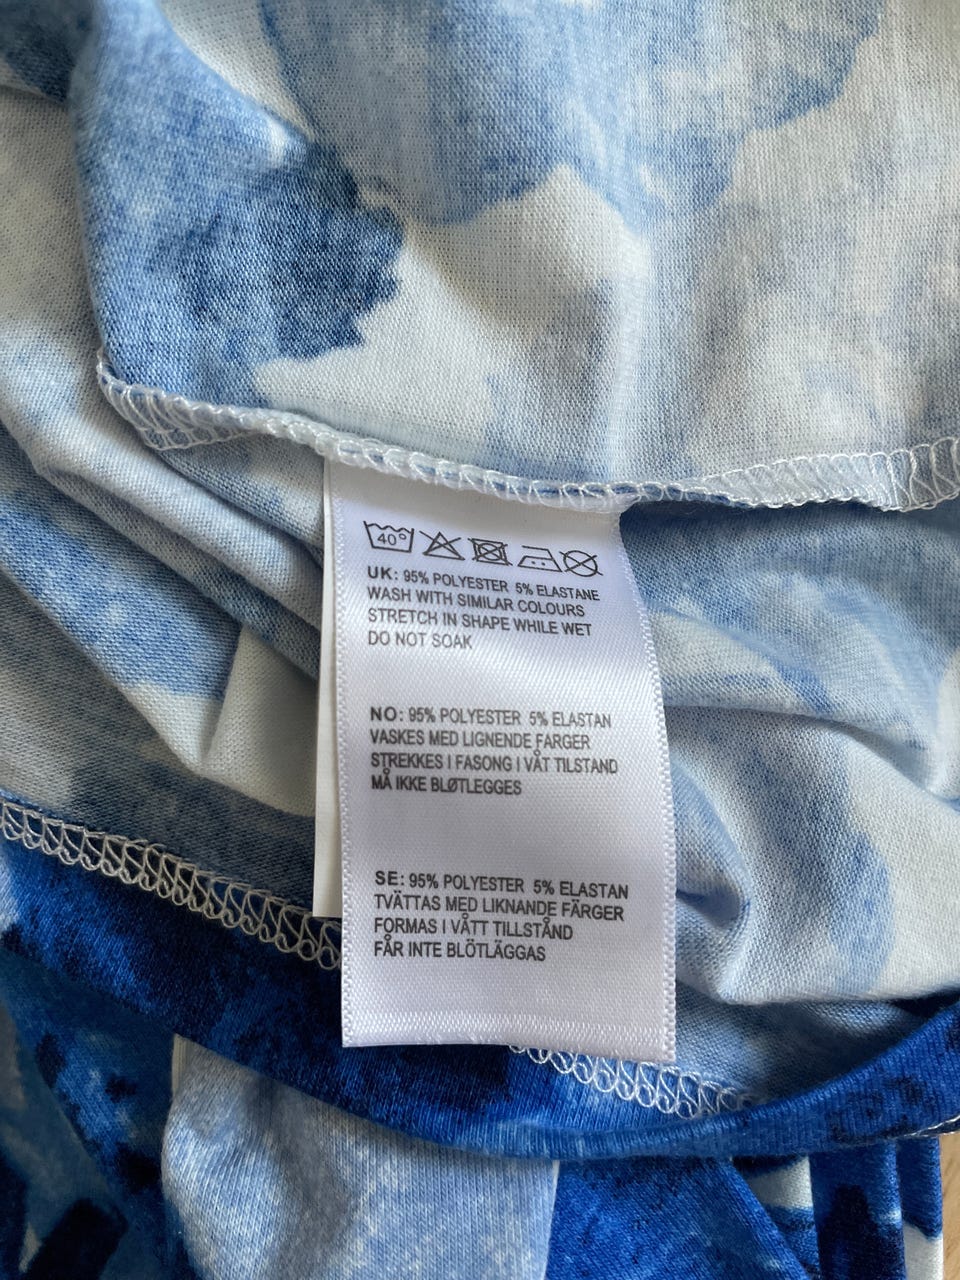 40°
UK: 95% POLYESTER 5% ELASTANE
WASH WITH SIMILAR COLOURS
STRETCH IN SHAPE WHILE WET
DO NOT SOAK
NO: 95% POLYESTER 5% ELASTAN
VASKES MED LIGNENDE FARGER
STREKKES I FASONG I VÅT TILSTAND
MÅ IKKE BLØTLEGGES
SE: 95% POLYESTER 5% ELASTAN
TVÄTTAS MED LIKNANDE FÄRGER
FORMAS I VÅTT TILLSTÅND
FÅR INTE BLÖTLÄGGAS